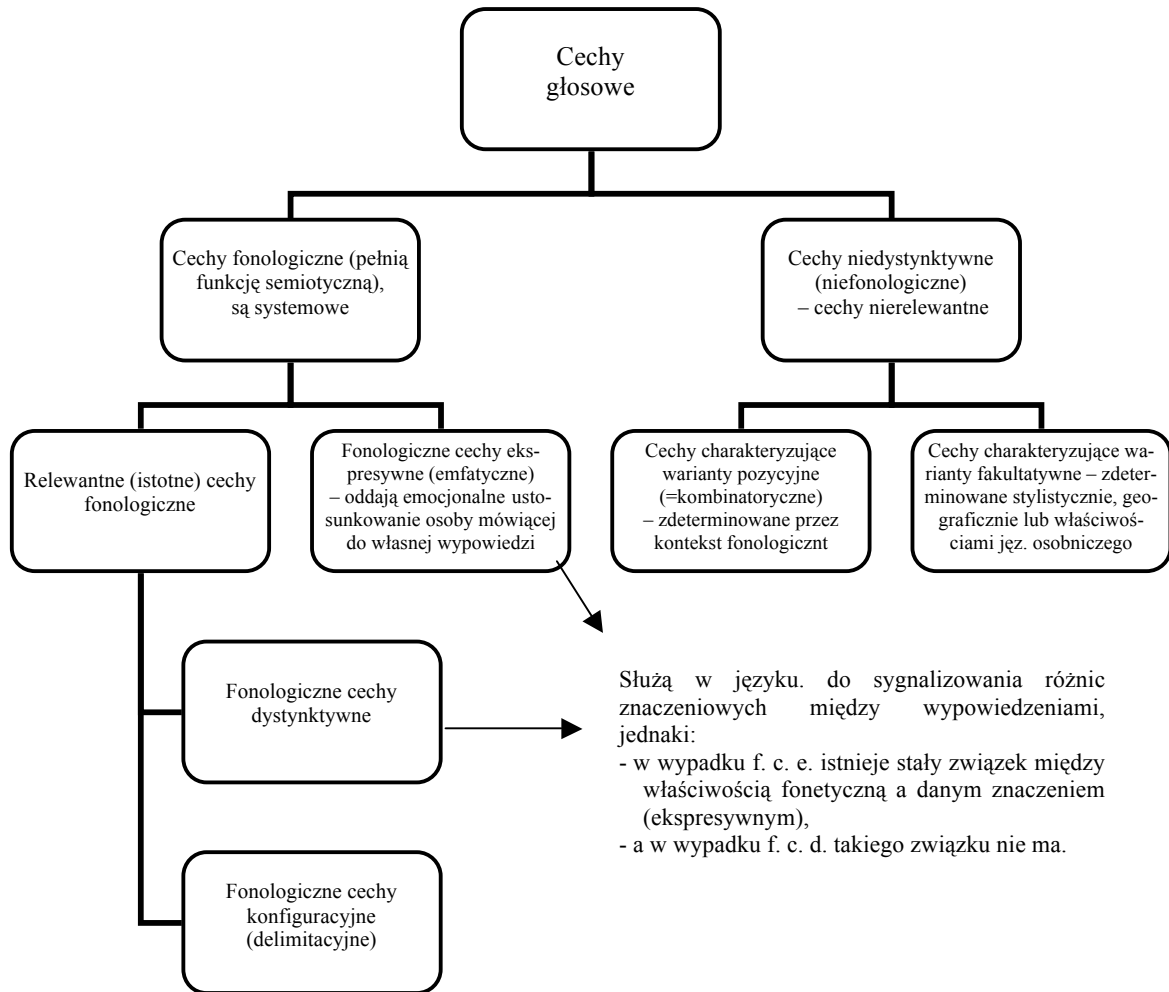 Cechy
głosowe
Cechy fonologiczne (pełnią
funkcję semiotyczną),
są systemowe
Cechy niedystynktywne
(niefonologiczne)
– cechy nierelewantne
Relewantne (istotne) cechy
fonologiczne
Fonologiczne cechy eks-
presywne (emfatyczne)
– oddają emocjonalne usto-
sunkowanie osoby mówiącej
do własnej wypowiedzi
Cechy charakteryzujące
warianty pozycyjne
(=kombinatoryczne)
– zdeterminowane przez
kontekst fonologicznt
Cechy charakteryzujące wa-
rianty fakultatywne – zdeter-
minowane stylistycznie, geo-
graficznie lub właściwoś-
ciami jęz. osobniczego
Fonologiczne cechy
dystynktywne
Służą w języku. do sygnalizowania różnic
znaczeniowych między wypowiedzeniami,
jednaki:
- w wypadku f. c. e. istnieje stały związek między
właściwością fonetyczną a danym znaczeniem
(ekspresywnym),
- a w wypadku f. c. d. takiego związku nie ma.
Fonologiczne cechy
konfiguracyjne
(delimitacyjne)